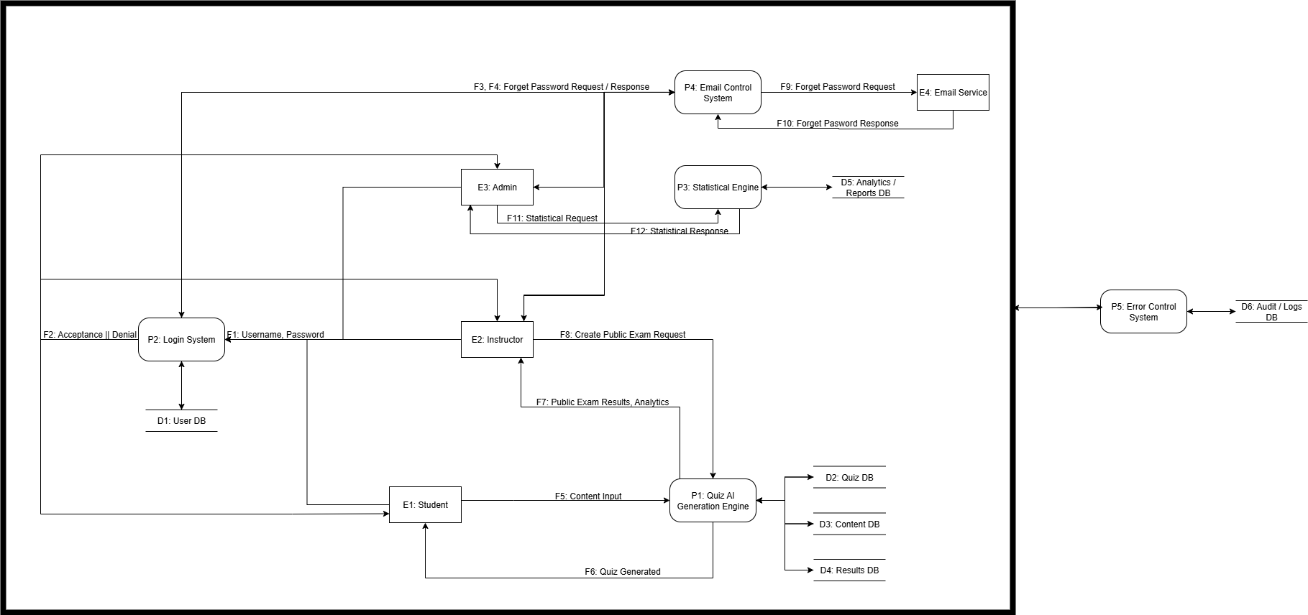 F3, F4: Forget Password Request / Response
P4: Email Control
System
F9: Forget Password Request
E4: Email Service
F10: Forget Pasword Response
E3: Admin
P3: Statistical Engine
D5: Analytics /
Reports DB
F11: Statistical Request
F12: Statistical Response
P5: Error Control
System
D6: Audit / Logs
DB
F2: Acceptance || Denial
P2: Login System
F1: Username, Password
E2: Instructor
F8: Create Public Exam Request
F7: Public Exam Results, Analytics
D1: User DB
D2: Quiz DB
E1: Student
F5: Content Input
P1: Quiz AI
Generation Engine
D3: Content DB
F6: Quiz Generated
D4: Results DB